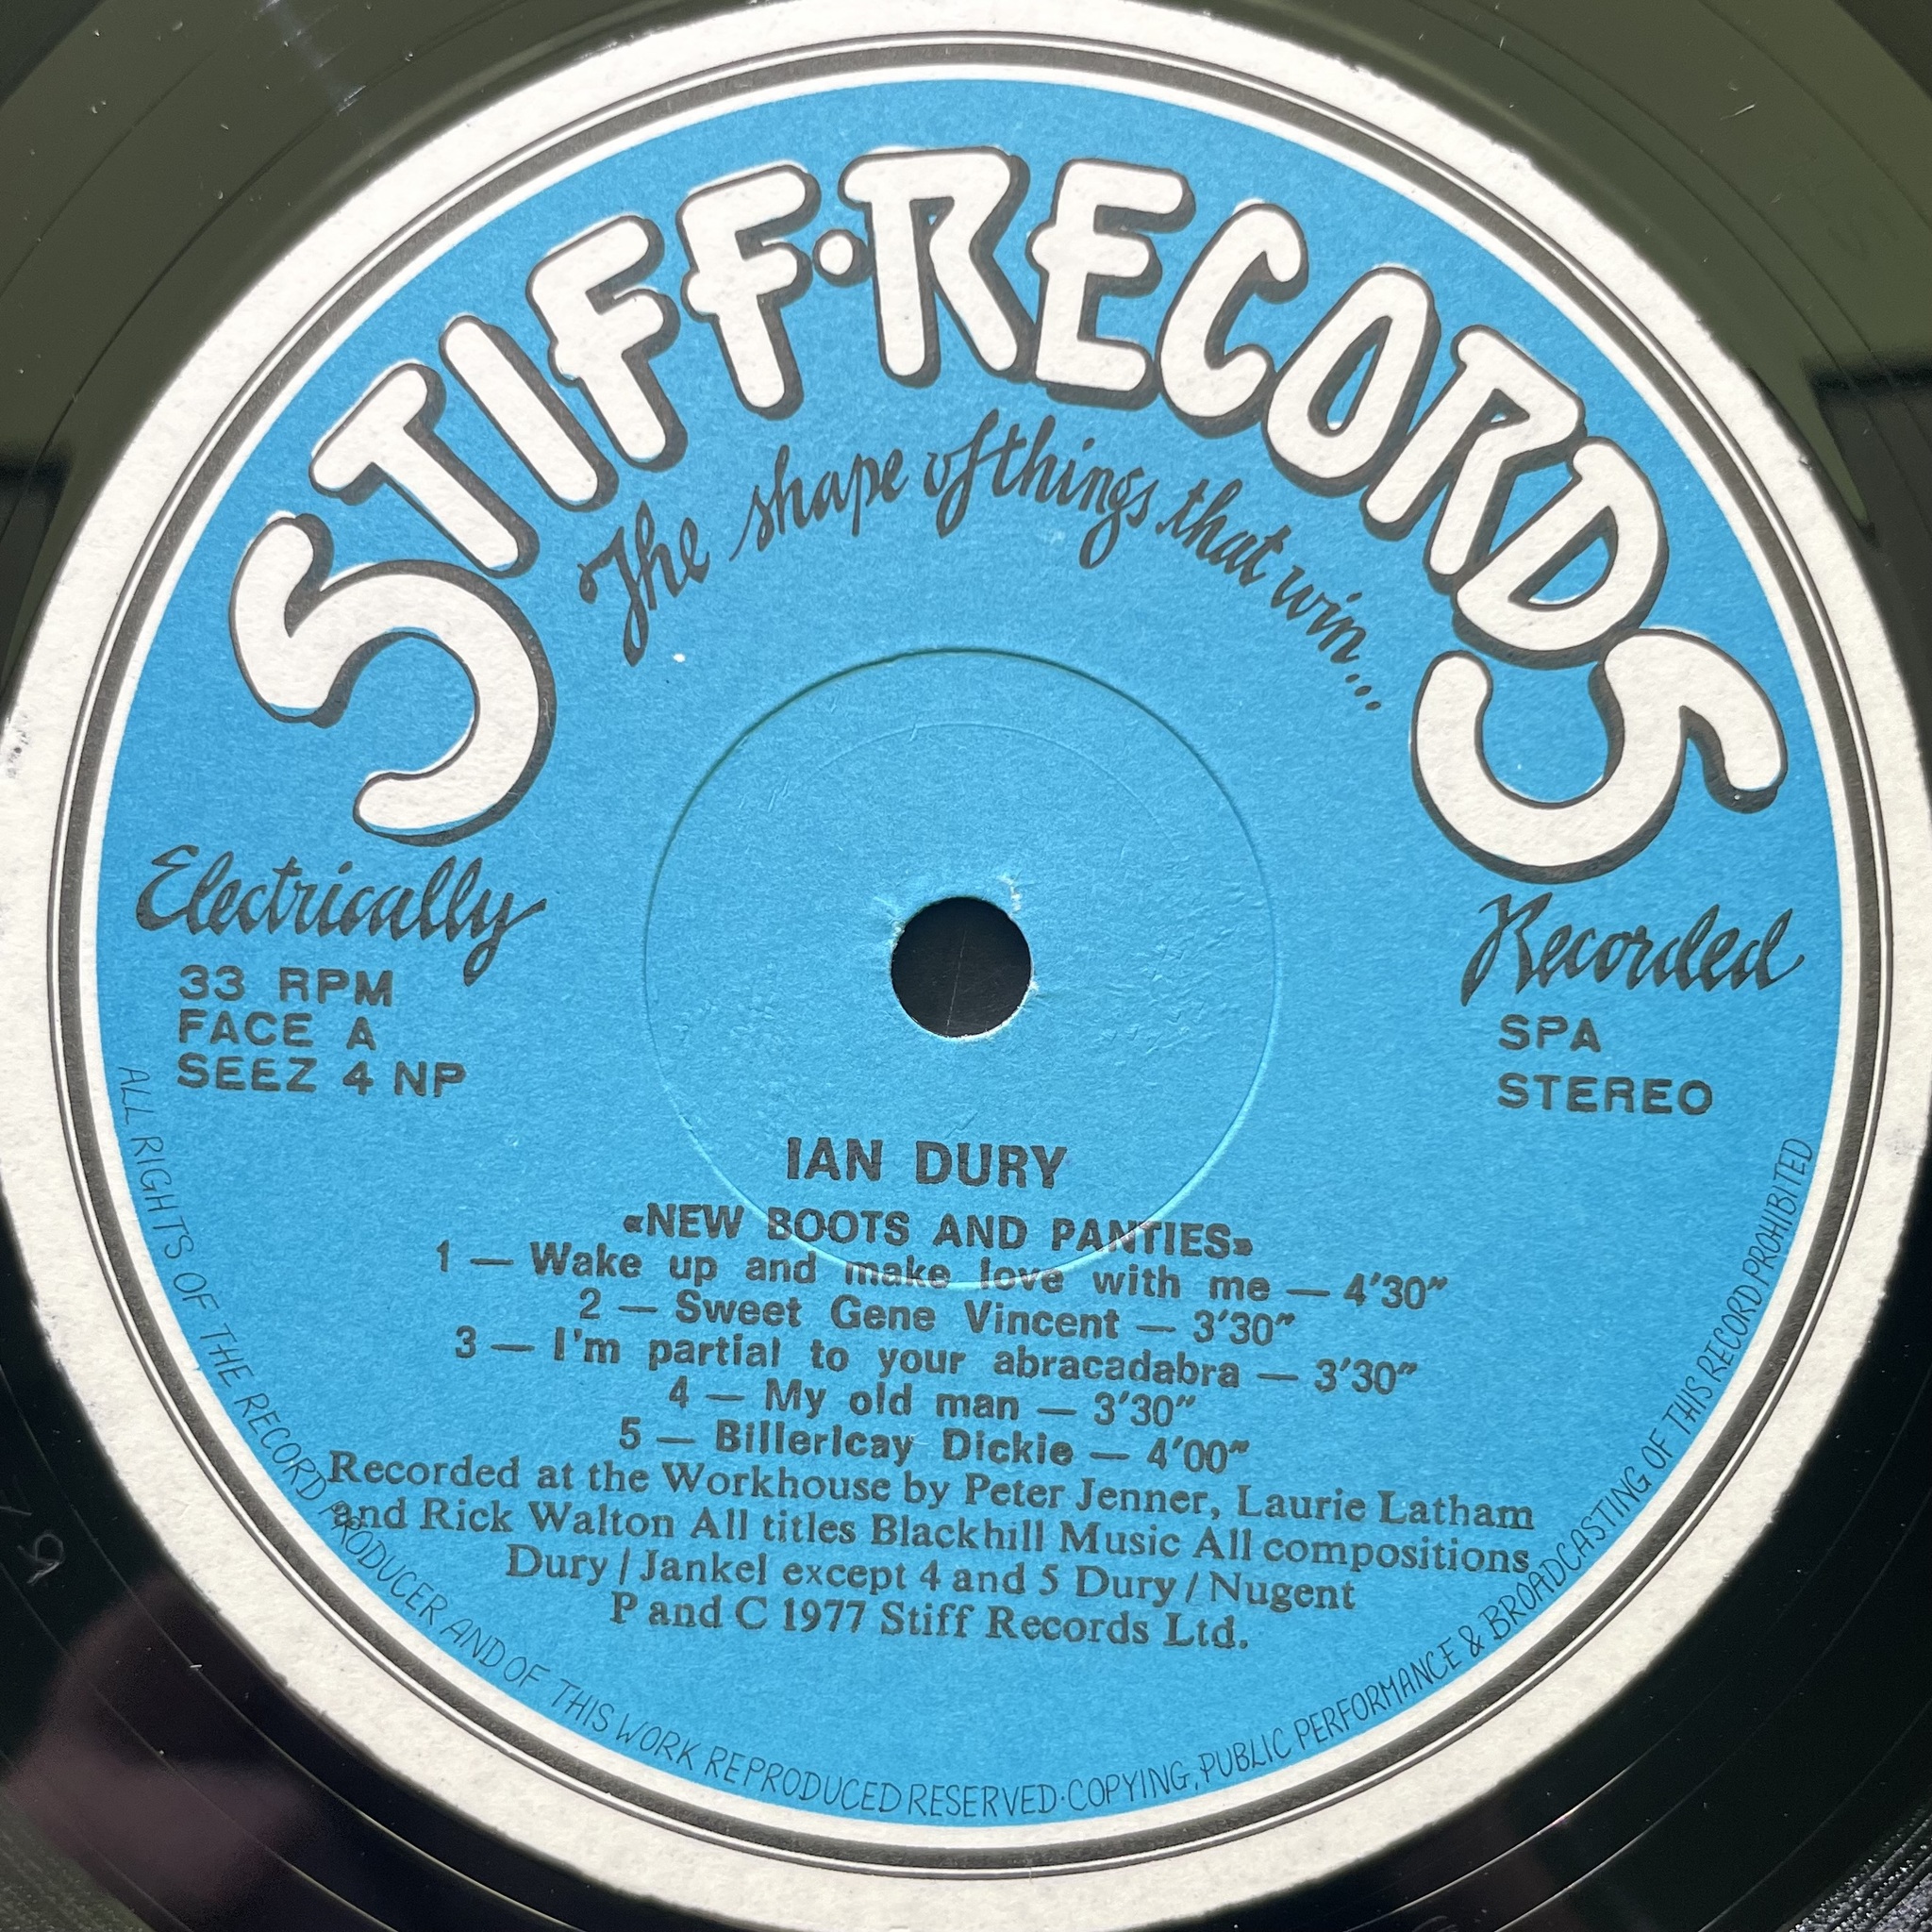 STIFF·RECORDS
The shape of things that win...
Electrically
Recorded
33 RPM
FACE A
SEEZ 4 NP
SPA
STEREO
IAN DURY
«NEW BOOTS AND PANTIES»
1 — Wake up and make love with me — 4'30"
2 — Sweet Gene Vincent — 3'30"
3 — I'm partial to your abracadabra — 3'30"
4 — My old man — 3'30"
5 — Billerlcay Dickie — 4'00"
Recorded at the Workhouse by Peter Jenner, Laurie Latham
and Rick Walton All titles Blackhill Music All compositions
Dury / Jankel except 4 and 5 Dury / Nugent
P and C 1977 Stiff Records Ltd.
ALL RIGHTS OF THE RECORD PRODUCER AND OF THIS WORK REPRODUCED RESERVED·COPYING, PUBLIC PERFORMANCE & BROADCASTING OF THIS RECORD PROHIBITED